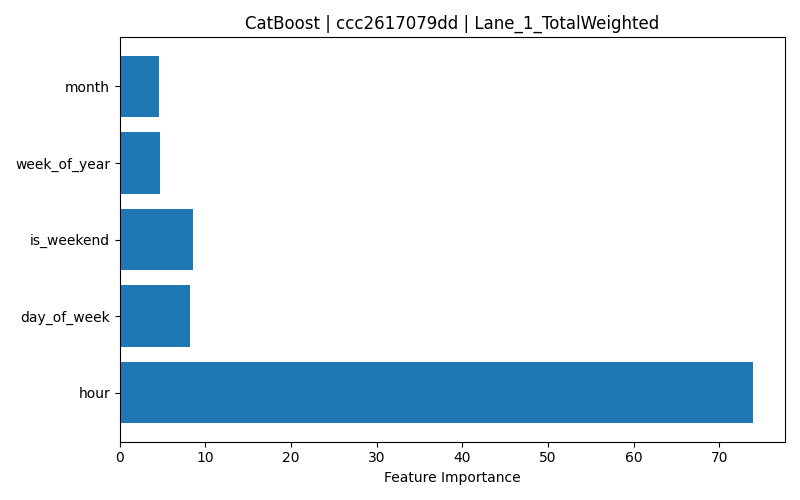 CatBoost | ccc2617079dd | Lane_1_TotalWeighted
month
week_of_year
is_weekend
day_of_week
hour
0 10 20 30 40 50 60 70
Feature Importance